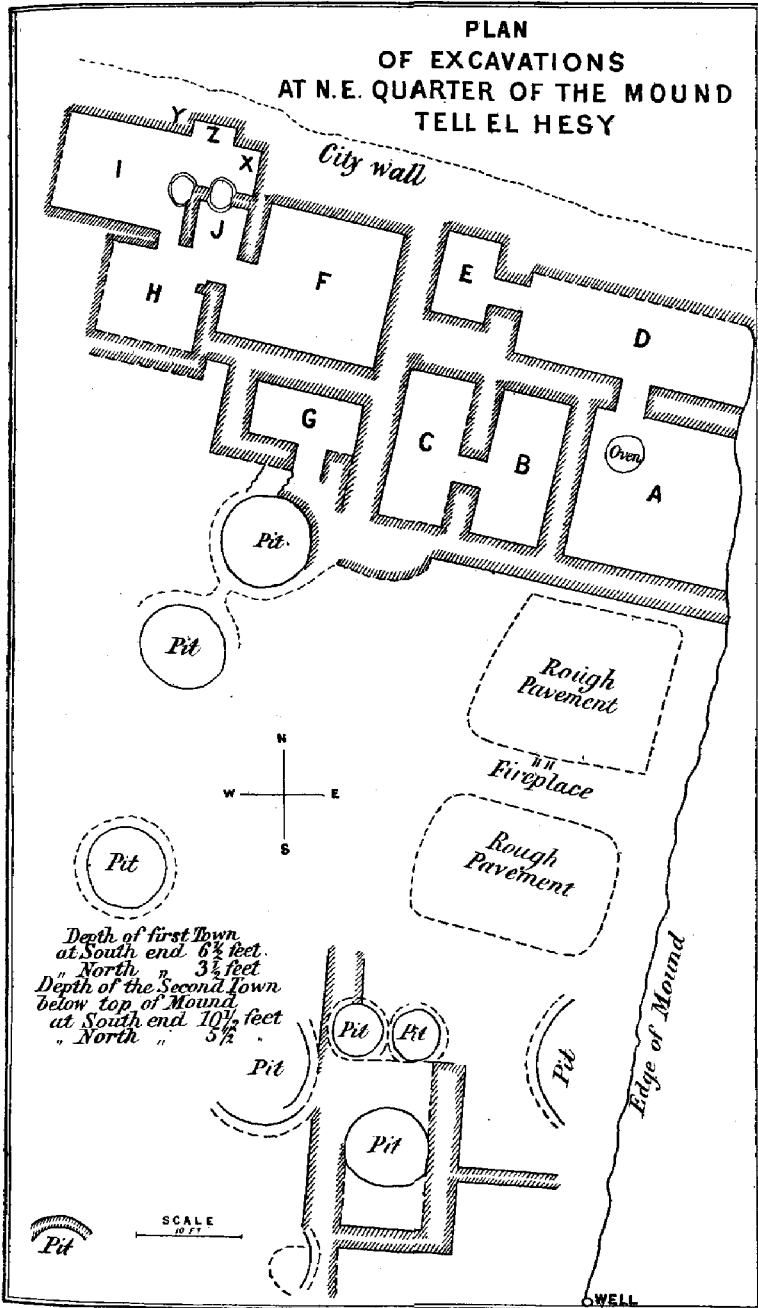 PLAN
OF EXCAVATIONS
AT N.E. QUARTER OF THE MOUND
TELL EL HESY
City wall
Y
Z
X
I
J
H
F
E
D
G
C
B
Oven
A
Pit
Pit
Rough
Pavement
Fireplace
N
W E
S
Rough
Pavement
Pit
Depth of first Town
at South end 6½ feet.
„ North „ 3½ feet
Depth of the Second Town
below top of Mound
at South end 10½ feet
„ North „ 5½ „
Pit
Pit
Pit
Pit
Edge of Mound
Pit
Pit
SCALE
10 FT
WELL